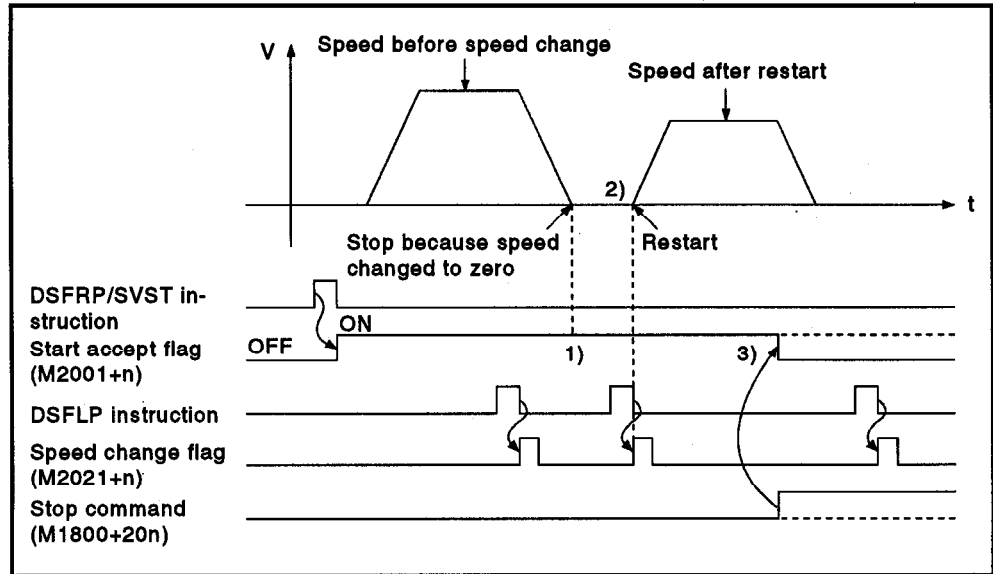 V
Speed before speed change
Speed after restart
2)
t
Stop because speed
changed to zero
Restart
DSFRP/SVST in-
struction
ON
Start accept flag
(M2001+n)
OFF
1)
3)
DSFLP instruction
Speed change flag
(M2021+n)
Stop command
(M1800+20n)